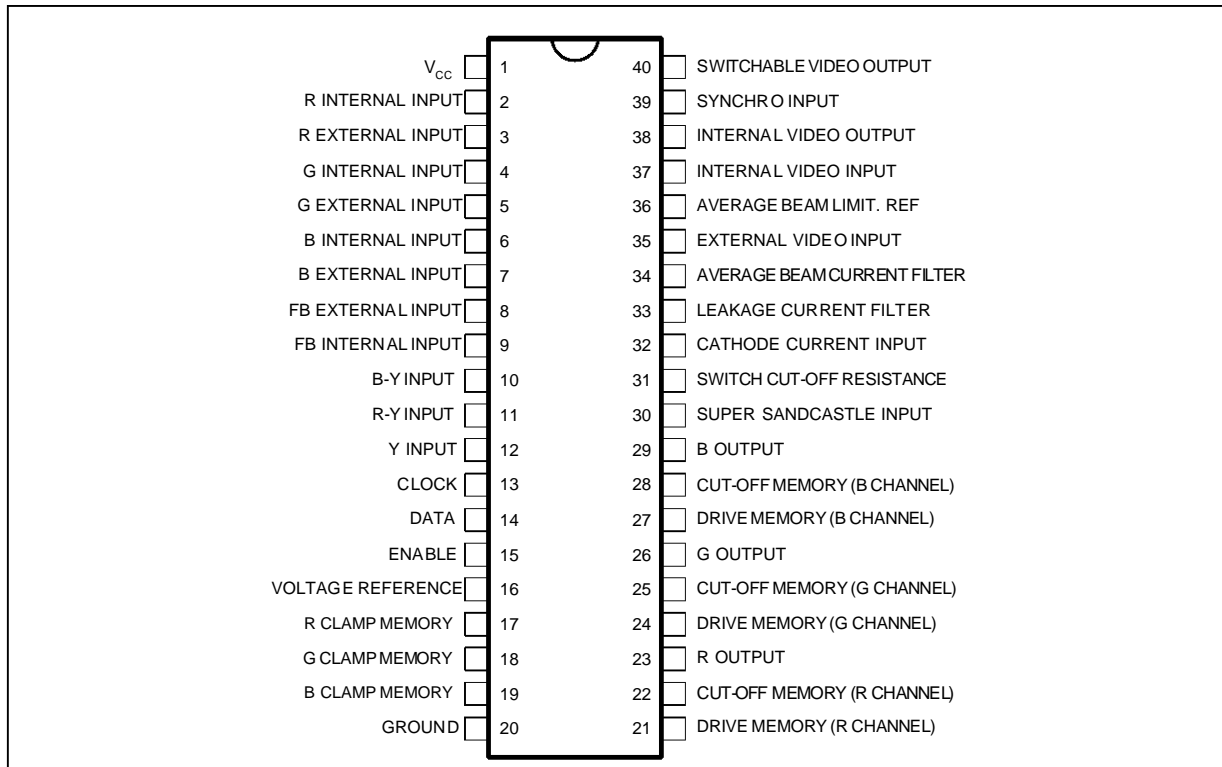 VCC 1 40 SWITCHABLE VIDEO OUTPUT
R INTERNAL INPUT 2 39 SYNCHRO INPUT
R EXTERNAL INPUT 3 38 INTERNAL VIDEO OUTPUT
G INTERNAL INPUT 4 37 INTERNAL VIDEO INPUT
G EXTERNAL INPUT 5 36 AVERAGE BEAM LIMIT. REF
B INTERNAL INPUT 6 35 EXTERNAL VIDEO INPUT
B EXTERNAL INPUT 7 34 AVERAGE BEAM CURRENT FILTER
FB EXTERNAL INPUT 8 33 LEAKAGE CURRENT FILTER
FB INTERNAL INPUT 9 32 CATHODE CURRENT INPUT
B-Y INPUT 10 31 SWITCH CUT-OFF RESISTANCE
R-Y INPUT 11 30 SUPER SANDCASTLE INPUT
Y INPUT 12 29 B OUTPUT
CLOCK 13 28 CUT-OFF MEMORY (B CHANNEL)
DATA 14 27 DRIVE MEMORY (B CHANNEL)
ENABLE 15 26 G OUTPUT
VOLTAGE REFERENCE 16 25 CUT-OFF MEMORY (G CHANNEL)
R CLAMP MEMORY 17 24 DRIVE MEMORY (G CHANNEL)
G CLAMP MEMORY 18 23 R OUTPUT
B CLAMP MEMORY 19 22 CUT-OFF MEMORY (R CHANNEL)
GROUND 20 21 DRIVE MEMORY (R CHANNEL)